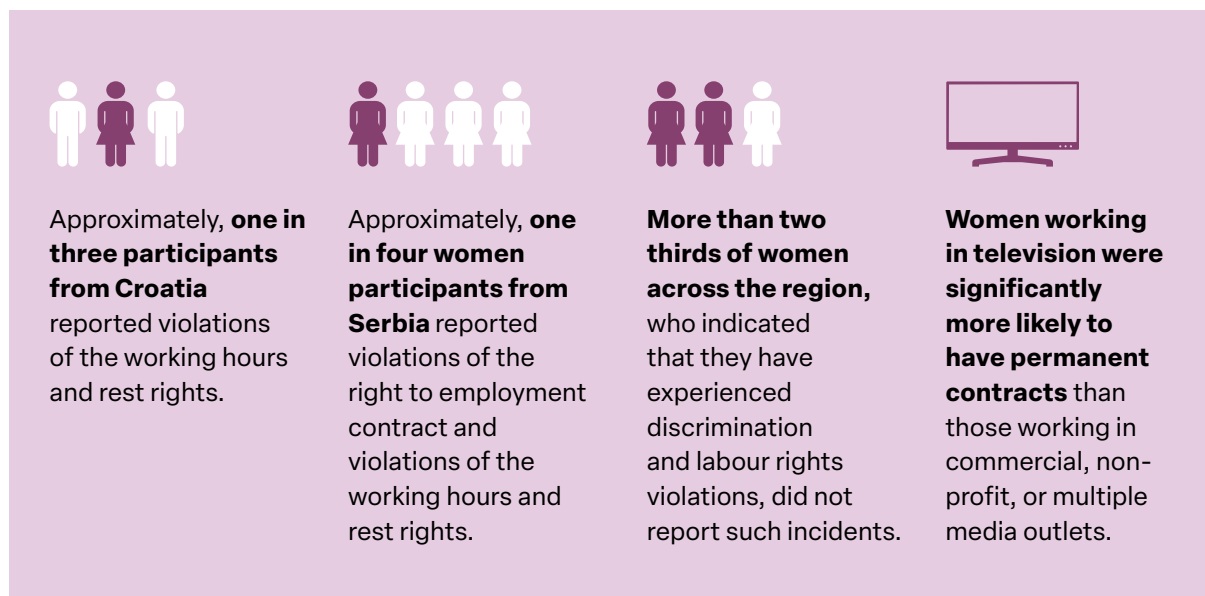 Approximately, one in
three participants
from Croatia
reported violations
of the working hours
and rest rights.
Approximately, one
in four women
participants from
Serbia reported
violations of the
right to employment
contract and
violations of the
working hours and
rest rights.
More than two
thirds of women
across the region,
who indicated
that they have
experienced
discrimination
and labour rights
violations, did not
report such incidents.
Women working
in television were
significantly
more likely to
have permanent
contracts than
those working in
commercial, non-
profit, or multiple
media outlets.